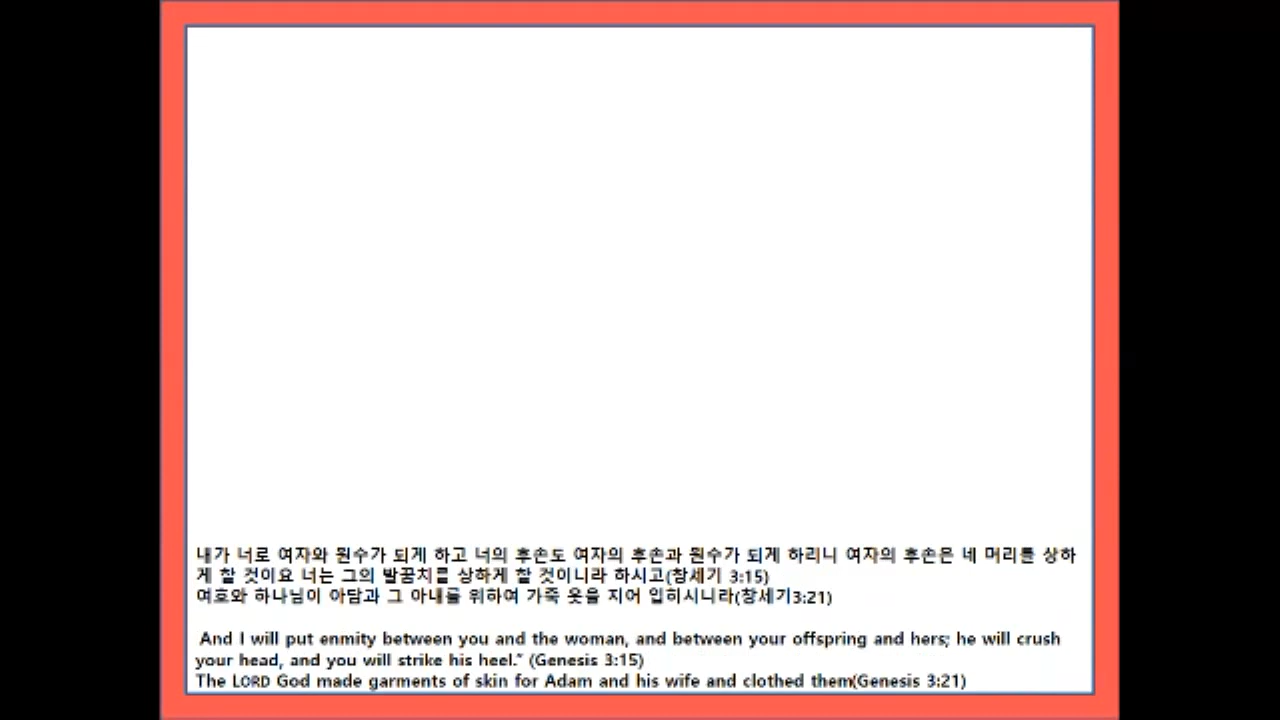 내가 너로 여자와 원수가 되게 하고 너의 후손도 여자의 후손과 원수가 되게 하리니 여자의 후손은 네 머리를 상하
게 할 것이요 너는 그의 발꿈치를 상하게 할 것이니라 하시고(창세기 3:15)
여호와 하나님이 아담과 그 아내를 위하여 가죽 옷을 지어 입히시니라(창세기3:21)
And I will put enmity between you and the woman, and between your offspring and hers; he will crush
your head, and you will strike his heel.” (Genesis 3:15)
The LORD God made garments of skin for Adam and his wife and clothed them(Genesis 3:21)